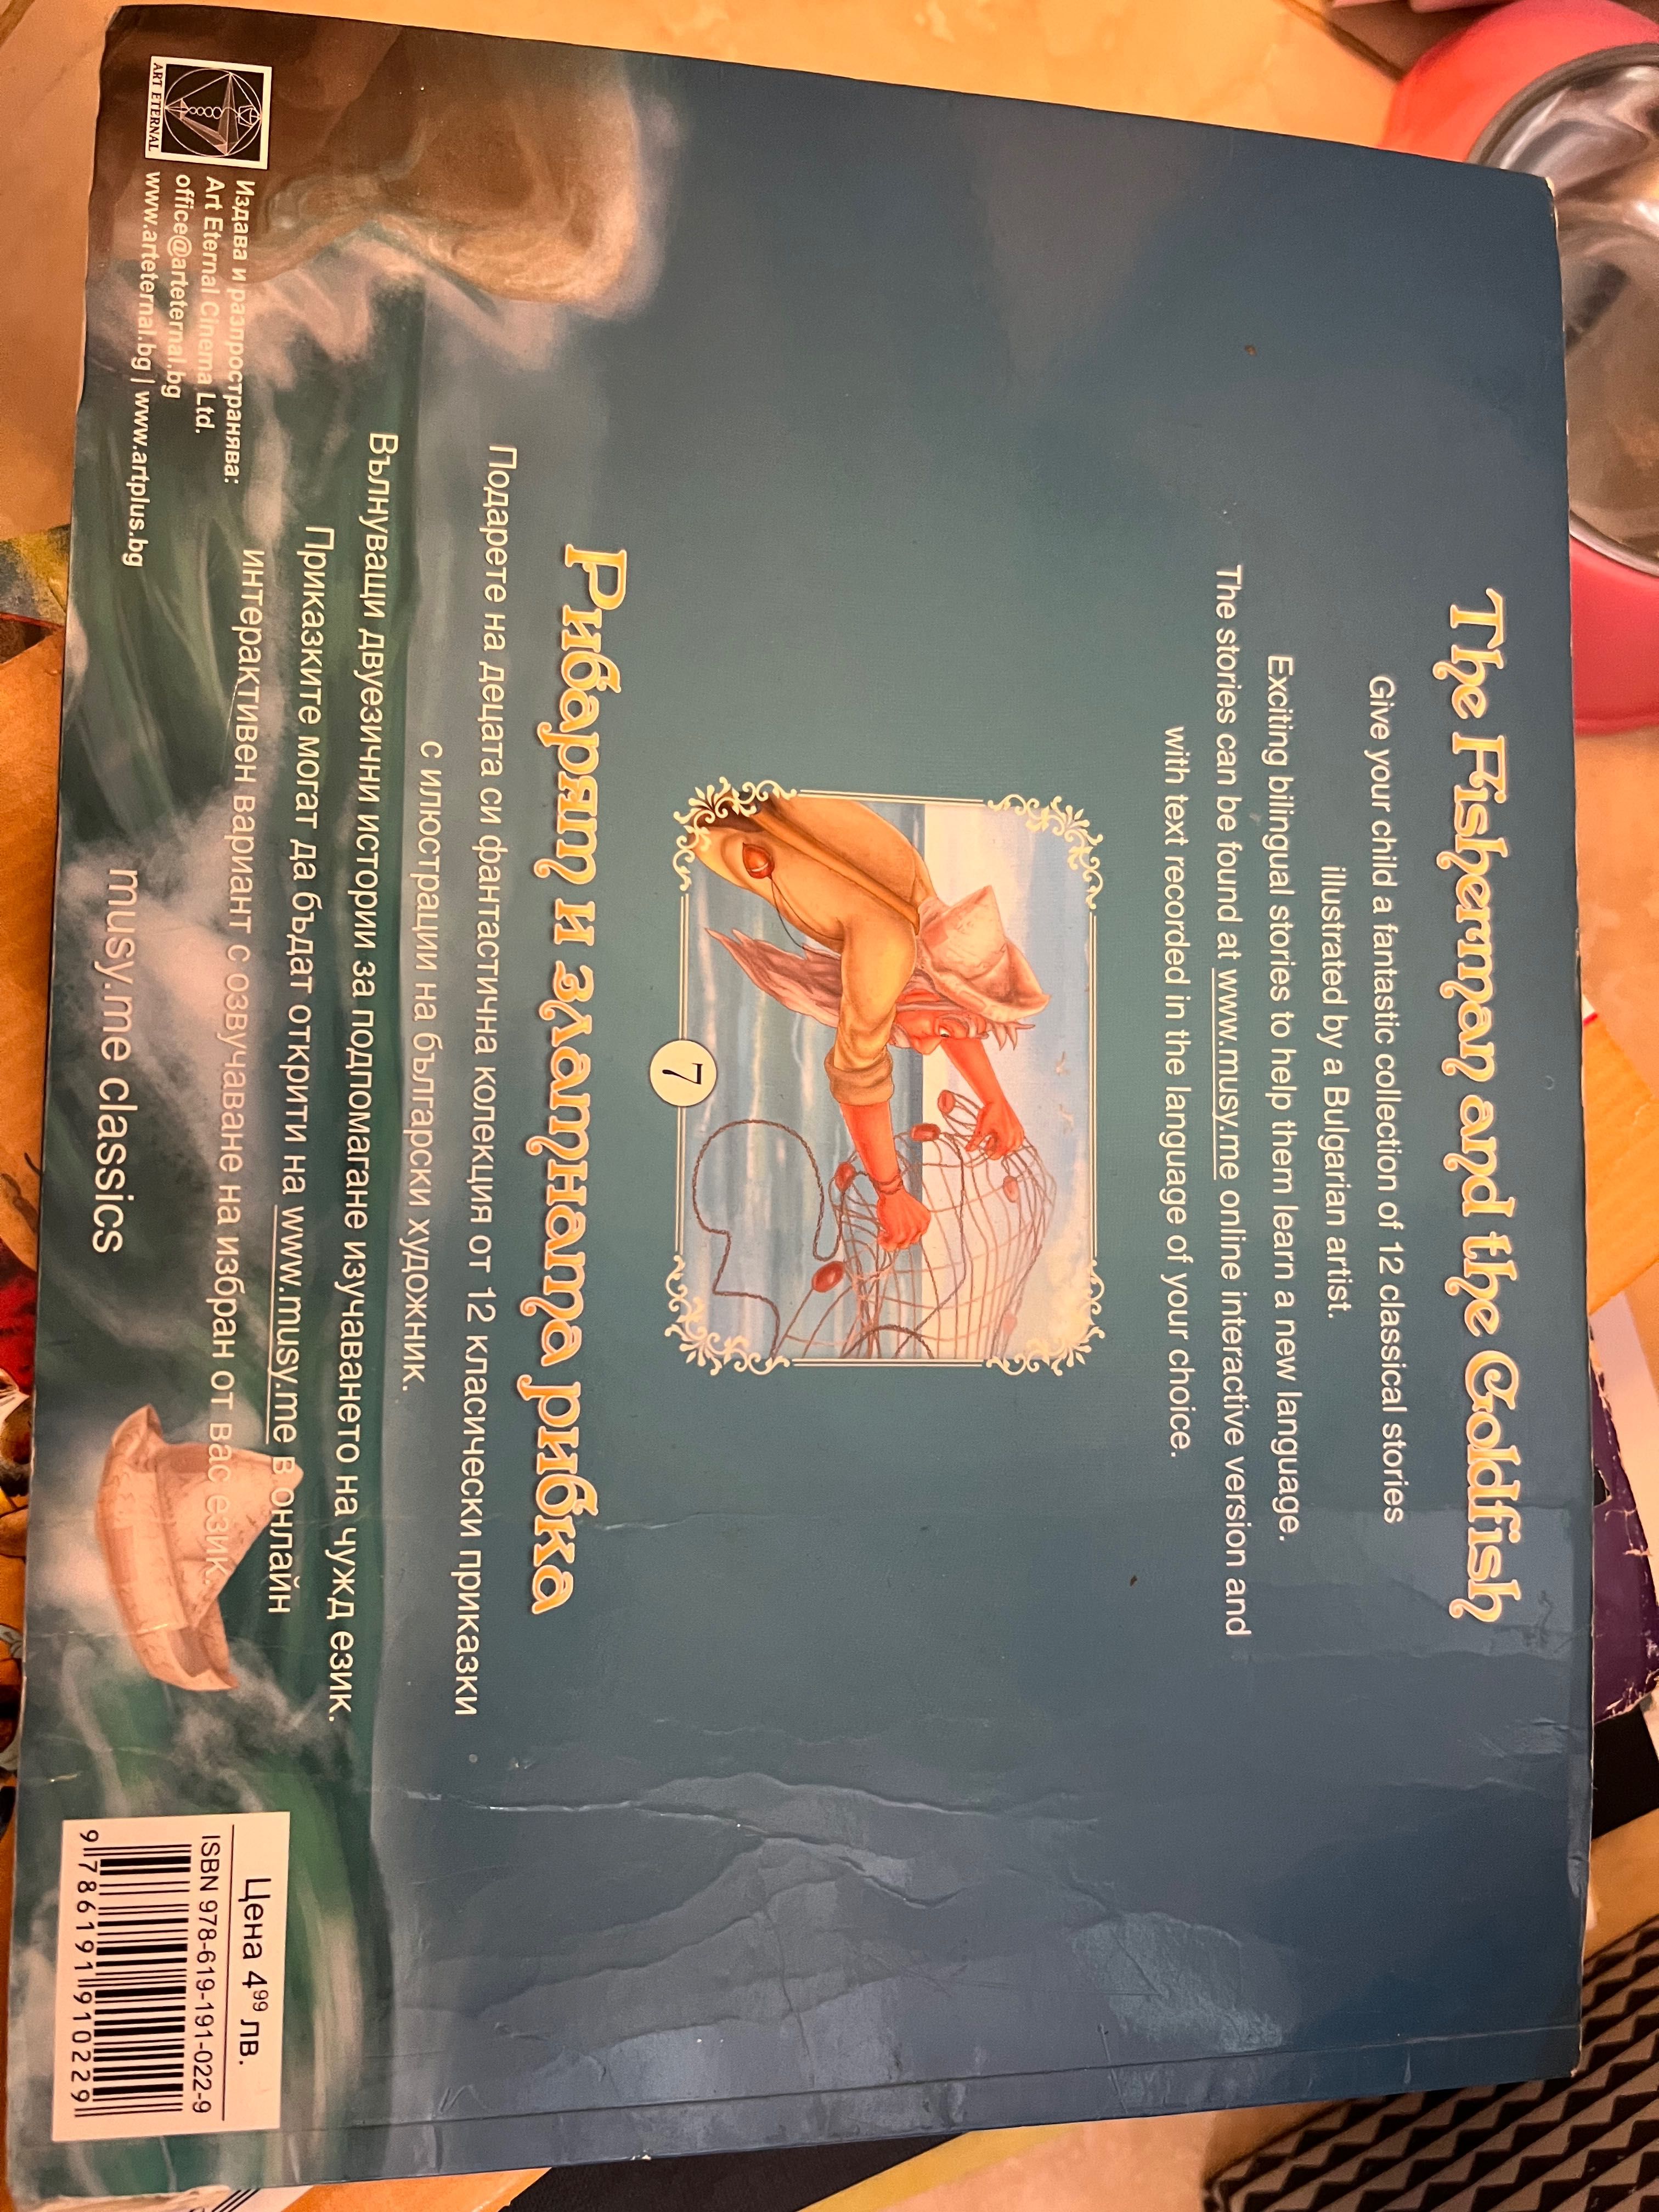 The Fisherman and the Goldfish
Give your child a fantastic collection of 12 classical stories
illustrated by a Bulgarian artist.
Exciting bilingual stories to help them learn a new language.
The stories can be found at www.musy.me online interactive version and
with text recorded in the language of your choice.
7
Рибарят и златната рибка
Подарете на децата си фантастична колекция от 12 класически приказки
с илюстрации на български художник.
Вълнуващи двуезични истории за подпомагане изучаването на чужд език.
Приказките могат да бъдат открити на www.musy.me в онлайн
интерактивен вариант с озвучаване на избран от вас език.
musy.me classics
ART ETERNAL
Издава и разпространява:
Art Eternal Cinema Ltd.
office@arteternal.bg
www.arteternal.bg | www.artplus.bg
Цена 4⁹⁹ лв.
ISBN 978-619-191-022-9
9 786191 910229